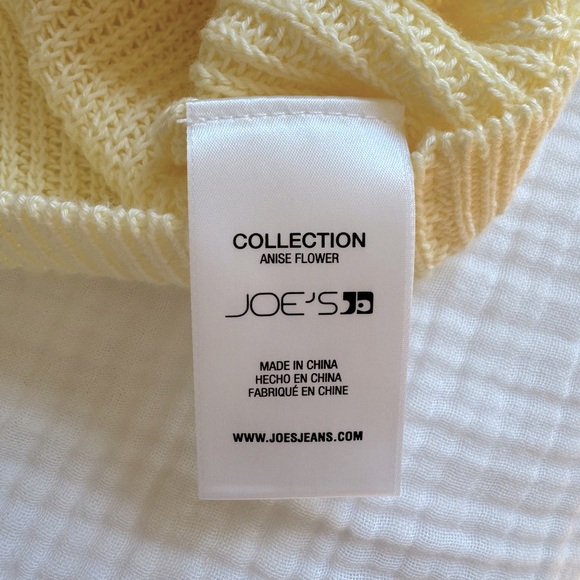 COLLECTION
ANISE FLOWER
JOE'S
MADE IN CHINA
HECHO EN CHINA
FABRIQUÉ EN CHINE
WWW.JOESJEANS.COM